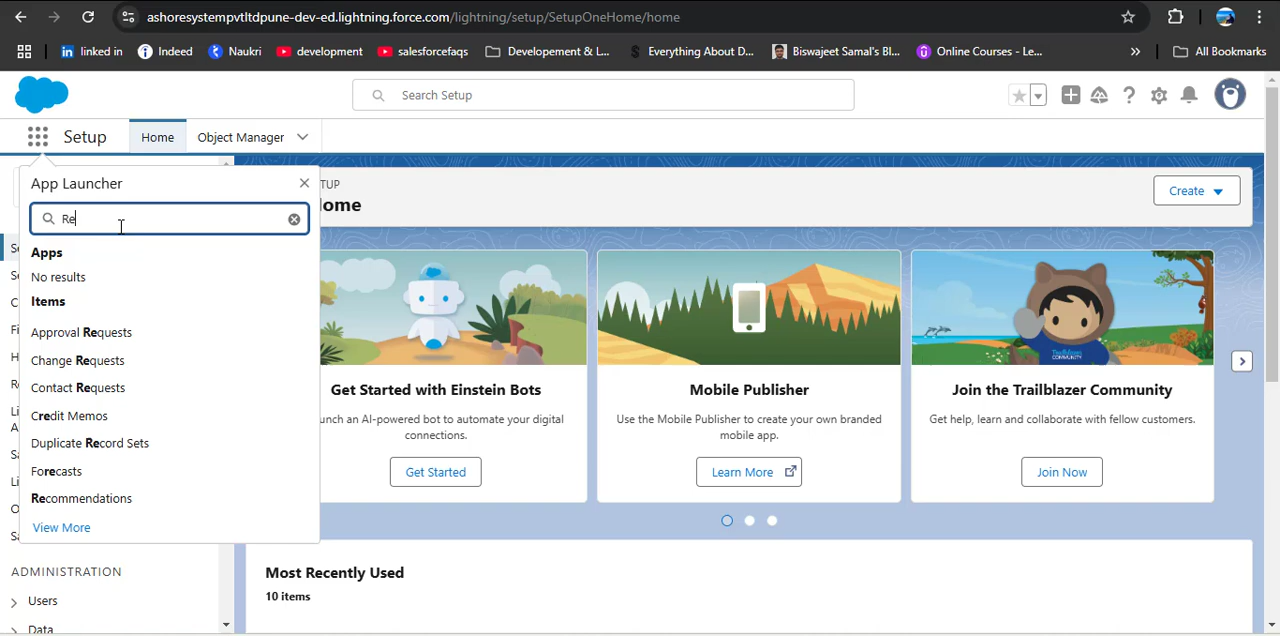 ashoresystempvtltdpune-dev-ed.lightning.force.com/lightning/setup/SetupOneHome/home
linked in
Indeed
Naukri
development
salesforcefaqs
Developement & L...
Everything About D...
Biswajeet Samal's Bl...
Online Courses - Le...
All Bookmarks
Search Setup
Setup
Home
Object Manager
App Launcher
Re
Apps
No results
Items
Approval Requests
Change Requests
Contact Requests
Credit Memos
Duplicate Record Sets
Forecasts
Recommendations
View More
ADMINISTRATION
Users
Data
Create
Get Started with Einstein Bots
AI-powered bot to automate your digital
connections.
Get Started
Mobile Publisher
Use the Mobile Publisher to create your own branded
mobile app.
Learn More
TRAILBLAZER
COMMUNITY
Join the Trailblazer Community
Get help, learn and collaborate with fellow customers.
Join Now
Most Recently Used
10 items